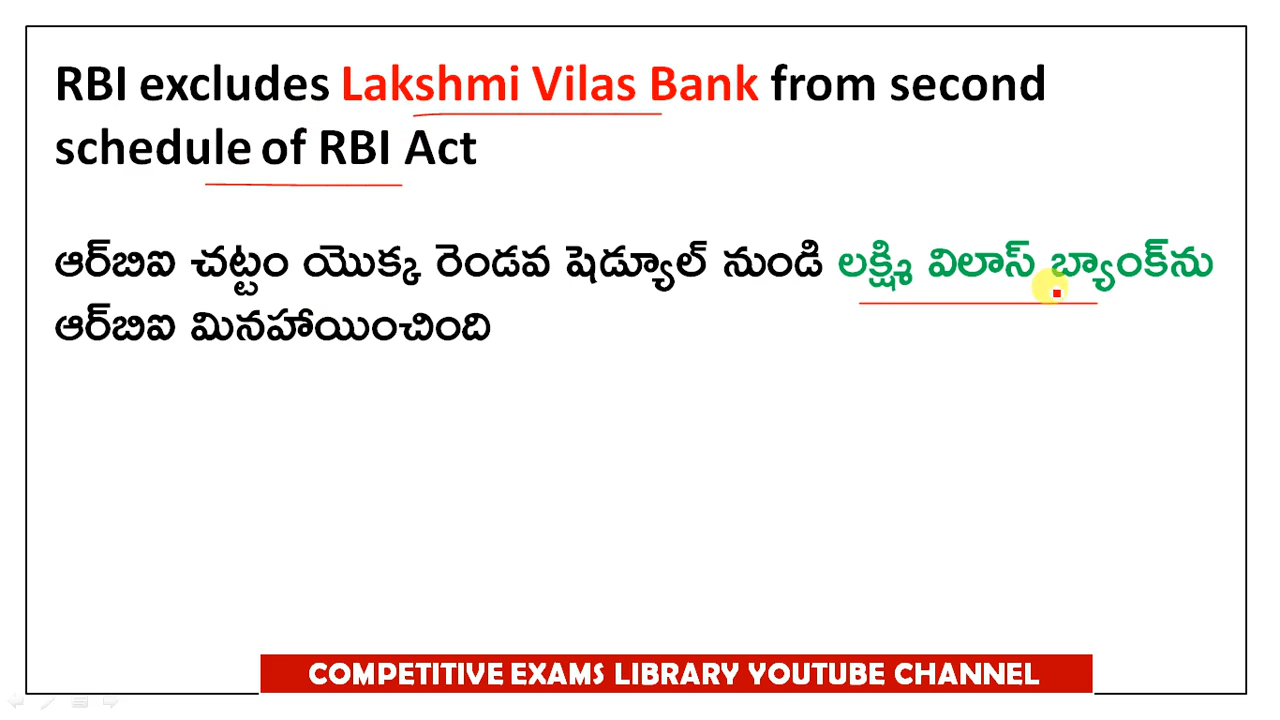 RBI excludes Lakshmi Vilas Bank from second
schedule of RBI Act
ఆర్‌బిఐ చట్టం యొక్క రెండవ షెడ్యూల్ నుండి లక్ష్మి విలాస్ బ్యాంక్‌ను
ఆర్‌బిఐ మినహాయించింది
COMPETITIVE EXAMS LIBRARY YOUTUBE CHANNEL